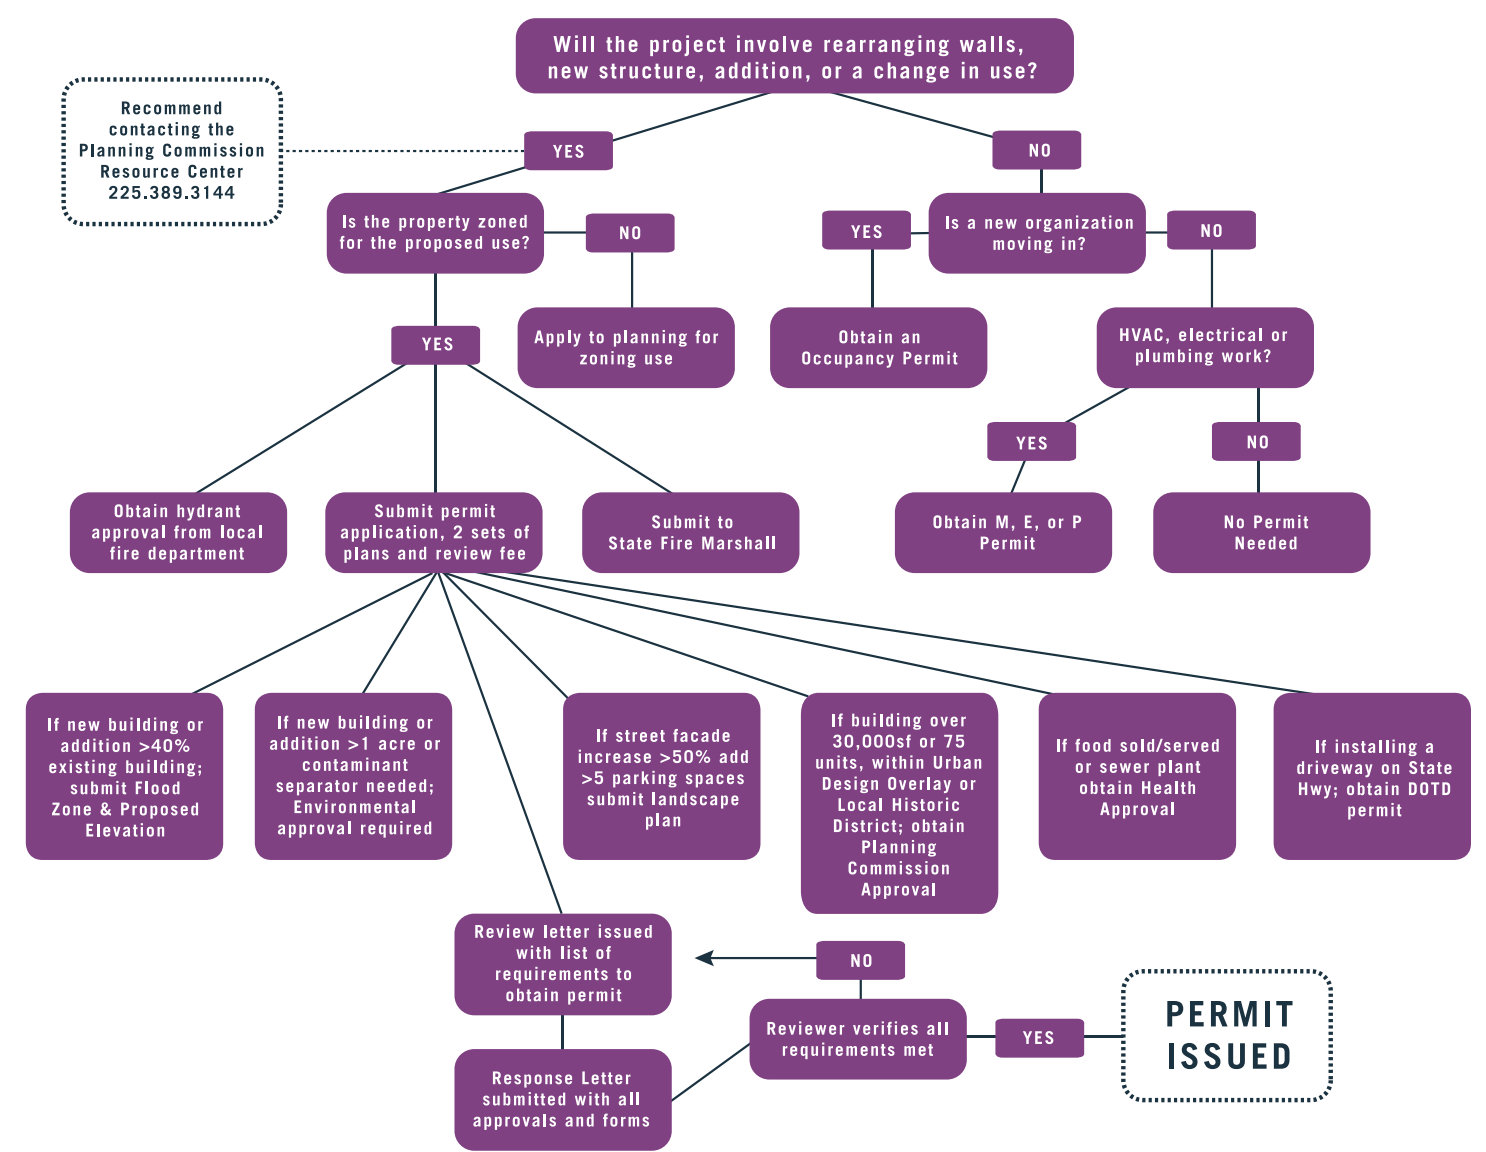 Will the project involve rearranging walls,
new structure, addition, or a change in use?
Recommend
contacting the
Planning Commission
Resource Center
225.389.3144
YES
NO
Is the property zoned
for the proposed use?
NO
YES
Is a new organization
moving in?
NO
YES
Apply to planning for
zoning use
Obtain an
Occupancy Permit
HVAC, electrical or
plumbing work?
YES
NO
Obtain hydrant
approval from local
fire department
Submit permit
application, 2 sets of
plans and review fee
Submit to
State Fire Marshall
Obtain M, E, or P
Permit
No Permit
Needed
If new building or
addition >40%
existing building;
submit Flood
Zone & Proposed
Elevation
If new building or
addition >1 acre or
contaminant
separator needed;
Environmental
approval required
If street facade
increase >50% add
>5 parking spaces
submit landscape
plan
If building over
30,000sf or 75
units, within Urban
Design Overlay or
Local Historic
District; obtain
Planning
Commission
Approval
If food sold/served
or sewer plant
obtain Health
Approval
If installing a
driveway on State
Hwy; obtain DOTD
permit
Review letter issued
with list of
requirements to
obtain permit
NO
Reviewer verifies all
requirements met
YES
PERMIT
ISSUED
Response Letter
submitted with all
approvals and forms